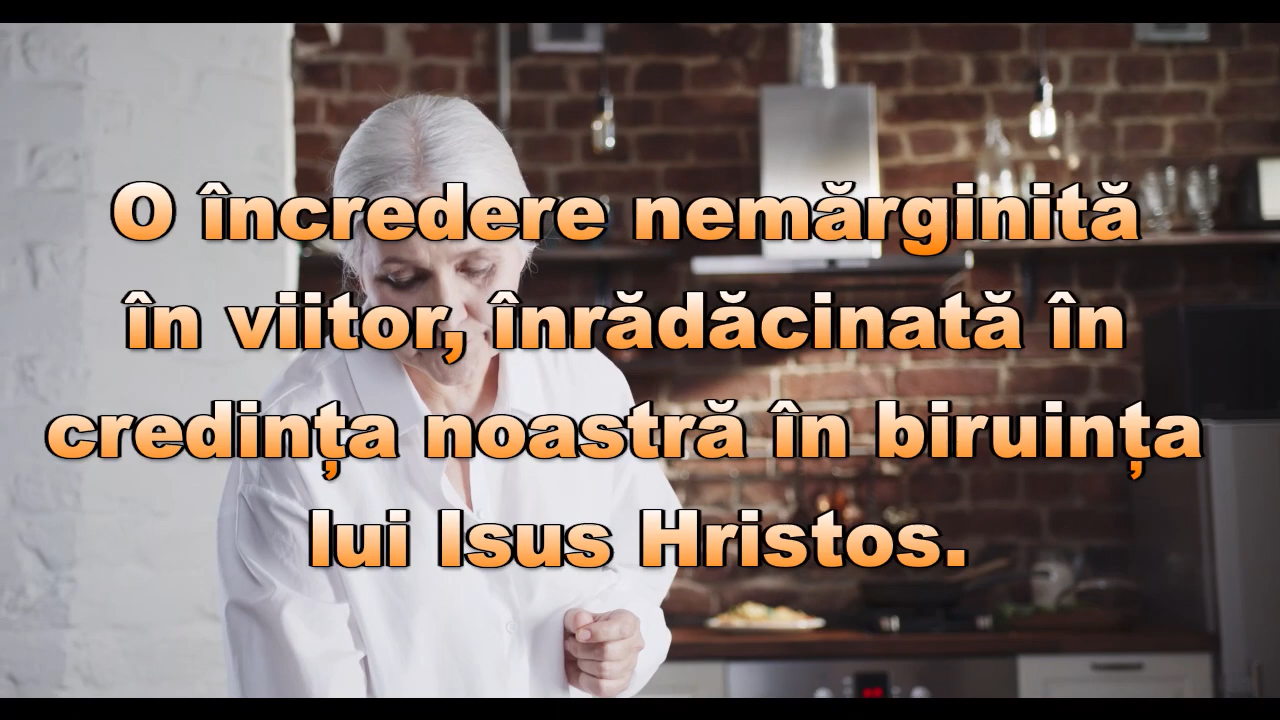 O încredere nemărginită
în viitor, înrădăcinată în
credința noastră în biruința
lui Isus Hristos.